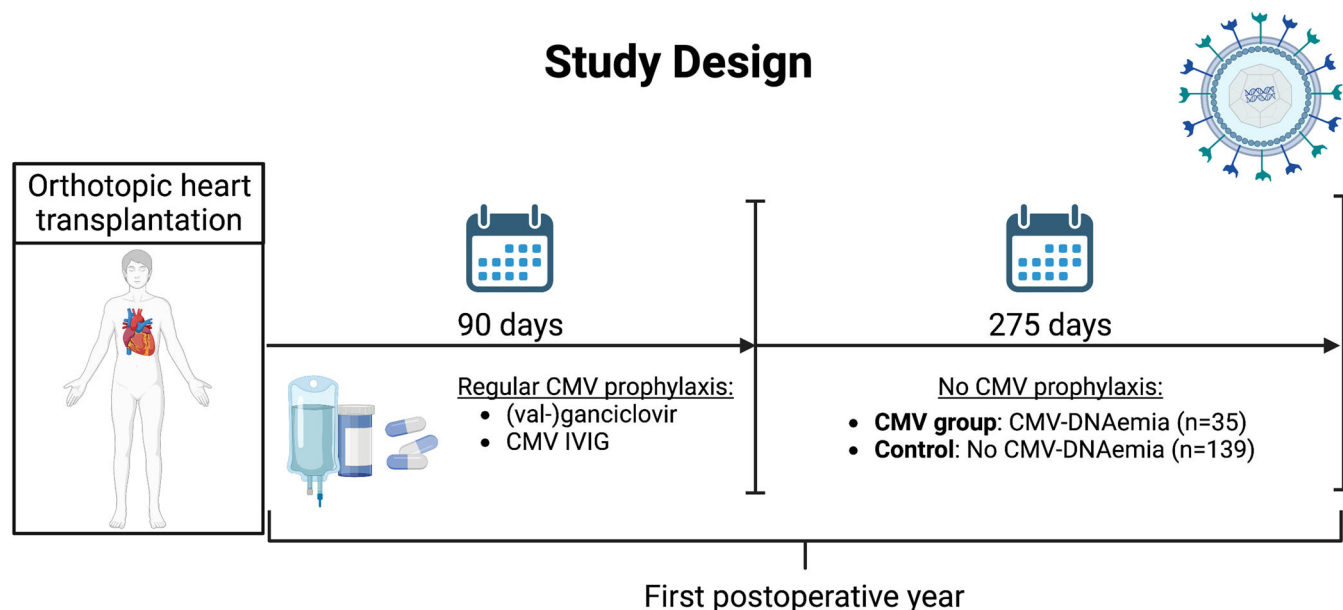 Study Design
Orthotopic heart
transplantation
90 days
275 days
Regular CMV prophylaxis:
• (val-)ganciclovir
• CMV IVIG
No CMV prophylaxis:
• CMV group: CMV-DNAemia (n=35)
• Control: No CMV-DNAemia (n=139)
First postoperative year